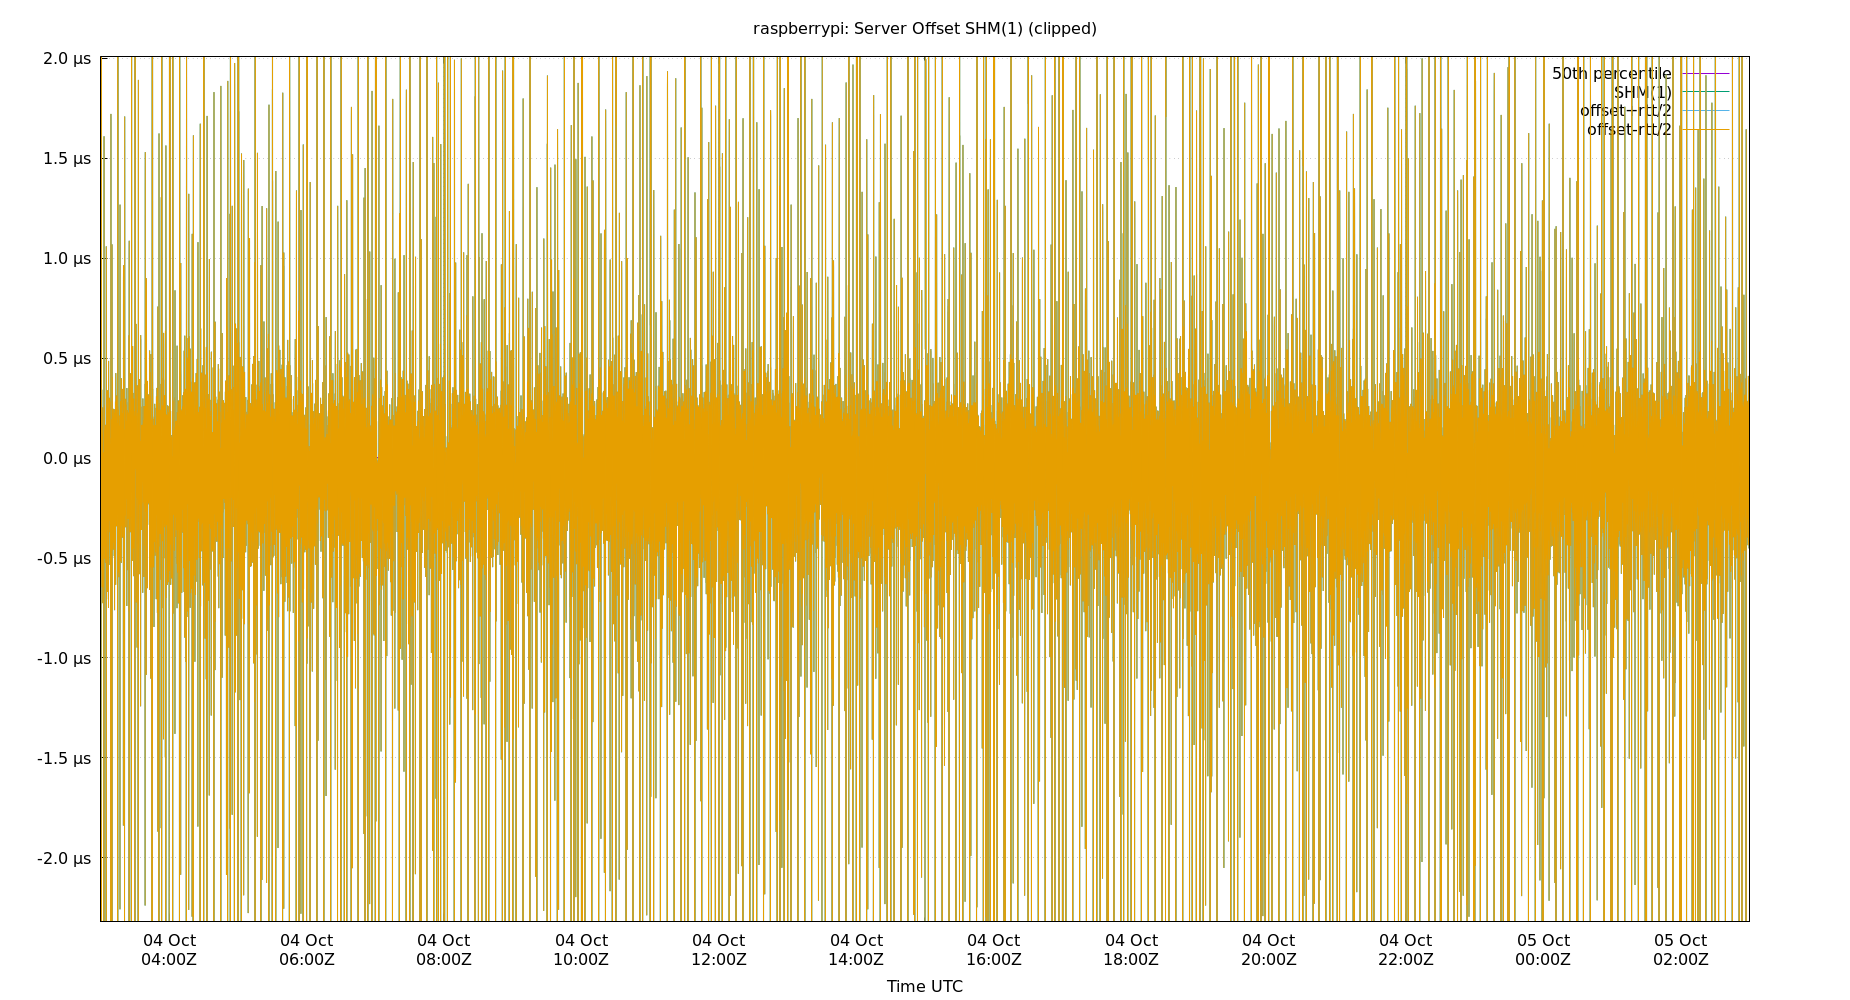 raspberrypi: Server Offset SHM(1) (clipped)
2.0 µs
1.5 µs
1.0 µs
0.5 µs
0.0 µs
-0.5 µs
-1.0 µs
-1.5 µs
-2.0 µs
50th percentile
SHM(1)
offset+rtt/2
offset-rtt/2
04 Oct
04:00Z
04 Oct
06:00Z
04 Oct
08:00Z
04 Oct
10:00Z
04 Oct
12:00Z
04 Oct
14:00Z
04 Oct
16:00Z
04 Oct
18:00Z
04 Oct
20:00Z
04 Oct
22:00Z
05 Oct
00:00Z
05 Oct
02:00Z
Time UTC